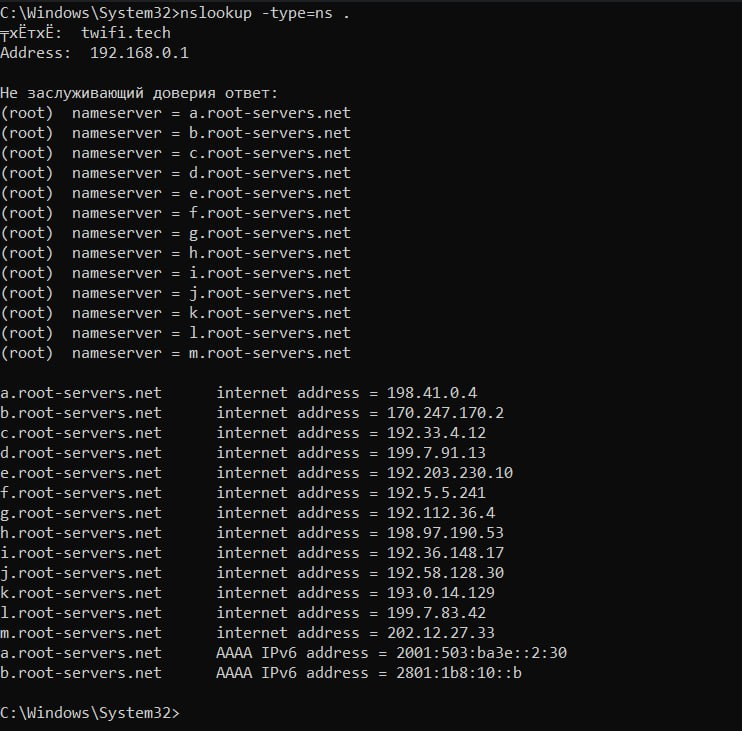 C:\Windows\System32>nslookup -type=ns .
╤хЁтхЁ:  twifi.tech
Address:  192.168.0.1
Не заслуживающий доверия ответ:
(root)  nameserver = a.root-servers.net
(root)  nameserver = b.root-servers.net
(root)  nameserver = c.root-servers.net
(root)  nameserver = d.root-servers.net
(root)  nameserver = e.root-servers.net
(root)  nameserver = f.root-servers.net
(root)  nameserver = g.root-servers.net
(root)  nameserver = h.root-servers.net
(root)  nameserver = i.root-servers.net
(root)  nameserver = j.root-servers.net
(root)  nameserver = k.root-servers.net
(root)  nameserver = l.root-servers.net
(root)  nameserver = m.root-servers.net
a.root-servers.net      internet address = 198.41.0.4
b.root-servers.net      internet address = 170.247.170.2
c.root-servers.net      internet address = 192.33.4.12
d.root-servers.net      internet address = 199.7.91.13
e.root-servers.net      internet address = 192.203.230.10
f.root-servers.net      internet address = 192.5.5.241
g.root-servers.net      internet address = 192.112.36.4
h.root-servers.net      internet address = 198.97.190.53
i.root-servers.net      internet address = 192.36.148.17
j.root-servers.net      internet address = 192.58.128.30
k.root-servers.net      internet address = 193.0.14.129
l.root-servers.net      internet address = 199.7.83.42
m.root-servers.net      internet address = 202.12.27.33
a.root-servers.net      AAAA IPv6 address = 2001:503:ba3e::2:30
b.root-servers.net      AAAA IPv6 address = 2801:1b8:10::b
C:\Windows\System32>